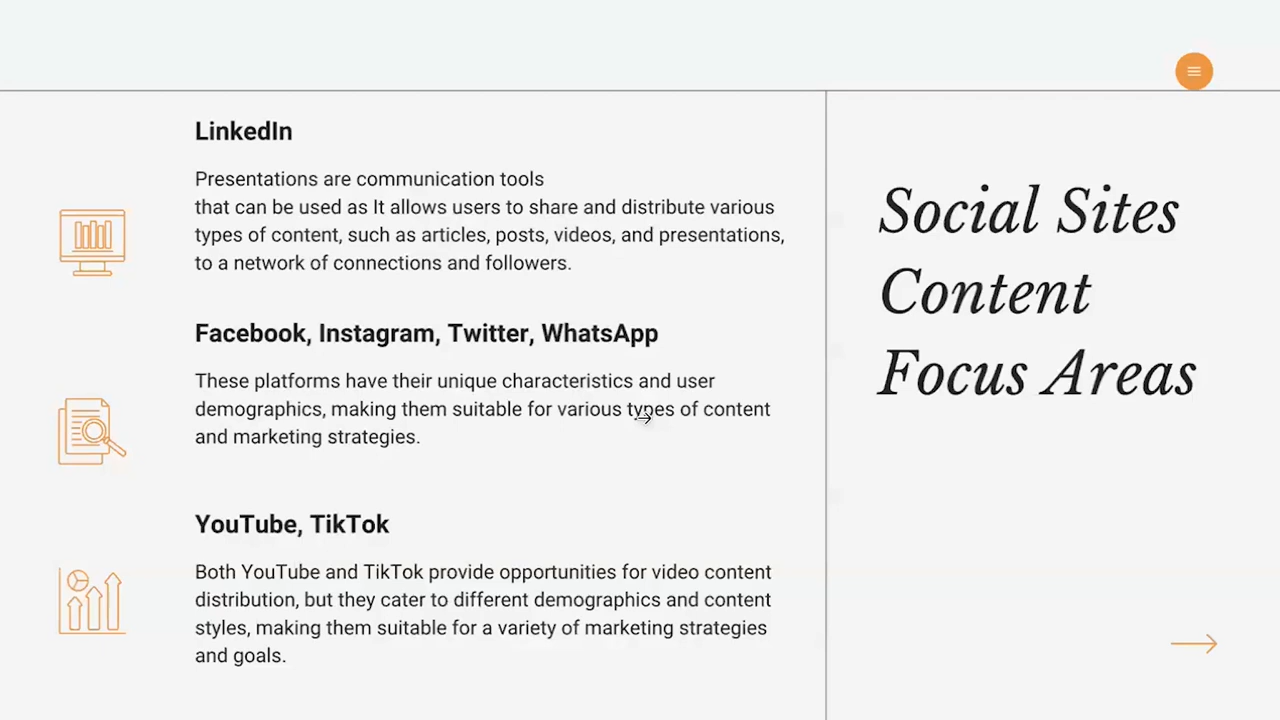 LinkedIn
Presentations are communication tools
that can be used as It allows users to share and distribute various
types of content, such as articles, posts, videos, and presentations,
to a network of connections and followers.
Facebook, Instagram, Twitter, WhatsApp
These platforms have their unique characteristics and user
demographics, making them suitable for various types of content
and marketing strategies.
YouTube, TikTok
Both YouTube and TikTok provide opportunities for video content
distribution, but they cater to different demographics and content
styles, making them suitable for a variety of marketing strategies
and goals.
Social Sites
Content
Focus Areas